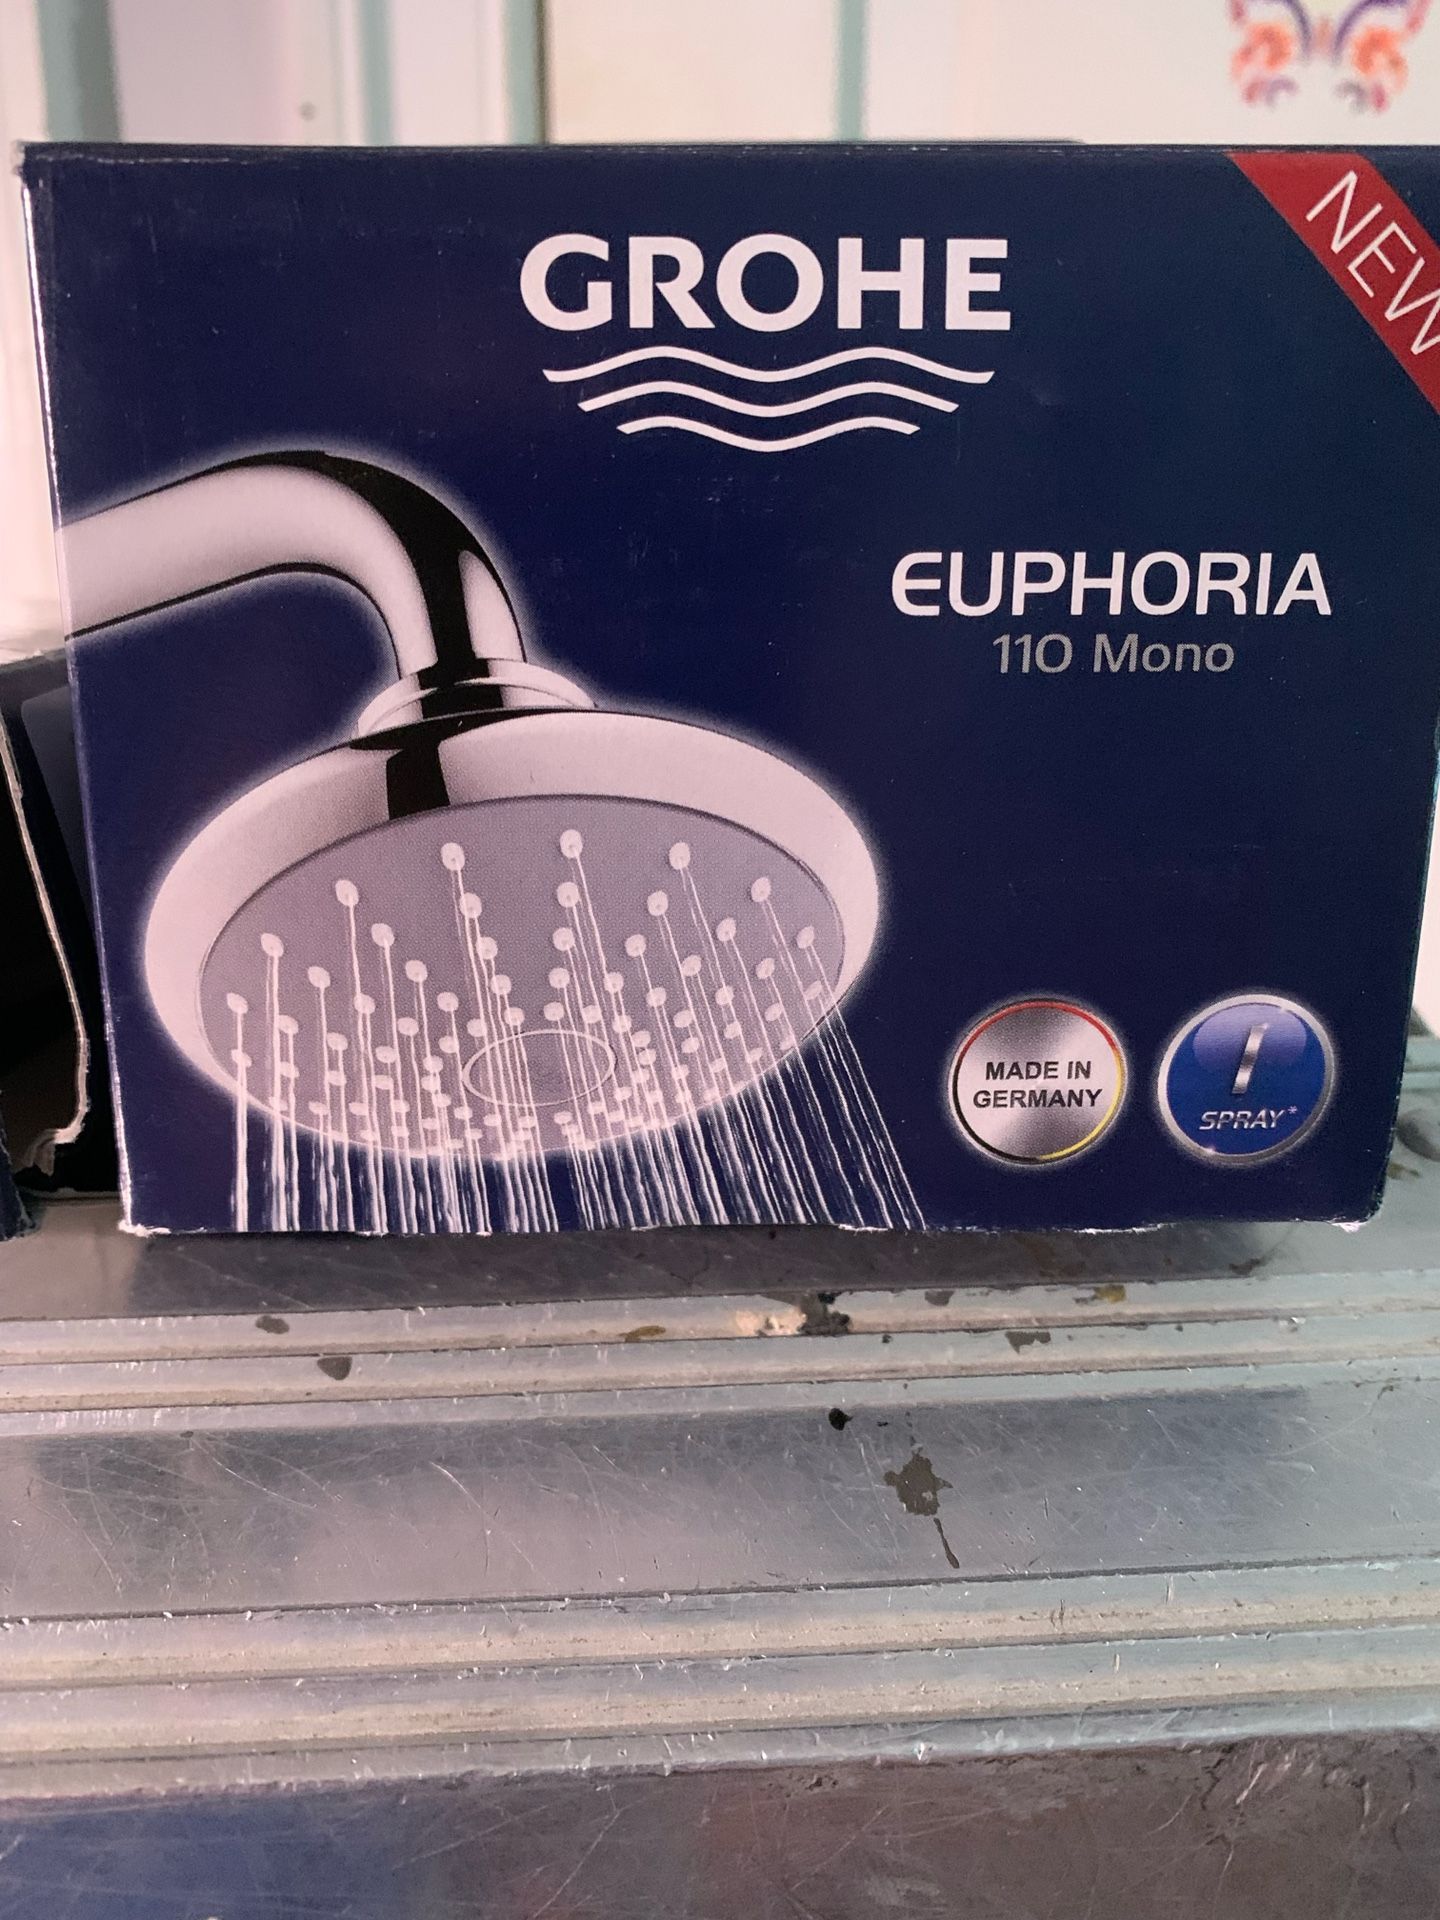 NEW
GROHE
EUPHORIA
110 Mono
MADE IN
GERMANY
1
SPRAY*